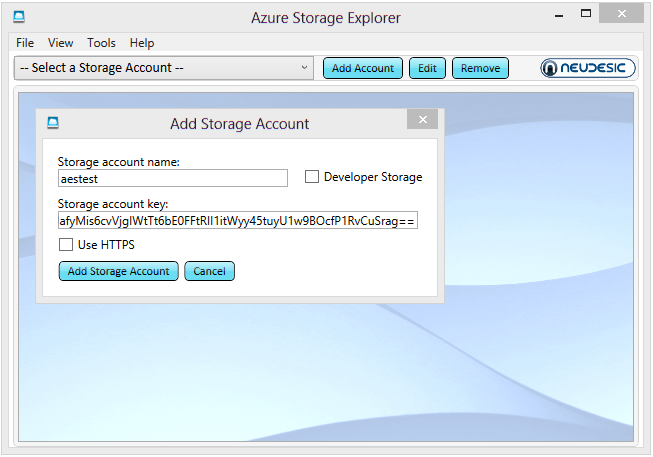 Azure Storage Explorer
File View Tools Help
-- Select a Storage Account -- Add Account Edit Remove NEUDESIC
Add Storage Account
Storage account name:
aestest Developer Storage
Storage account key:
afyMis6cvVjgIWtTt6bE0FFtRII1itWyy45tuyU1w9BOcfP1RvCuSrag==
Use HTTPS
Add Storage Account Cancel